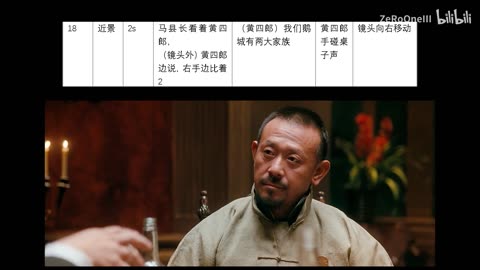 ZeRoOneIII bilibili
18 近景 2s 马县长看着黄四 (黄四郎)我们鹅 黄四郎 镜头向右移动
郎, 城有两大家族 手碰桌
(镜头外)黄四郎 子声
边说,右手边比着
2